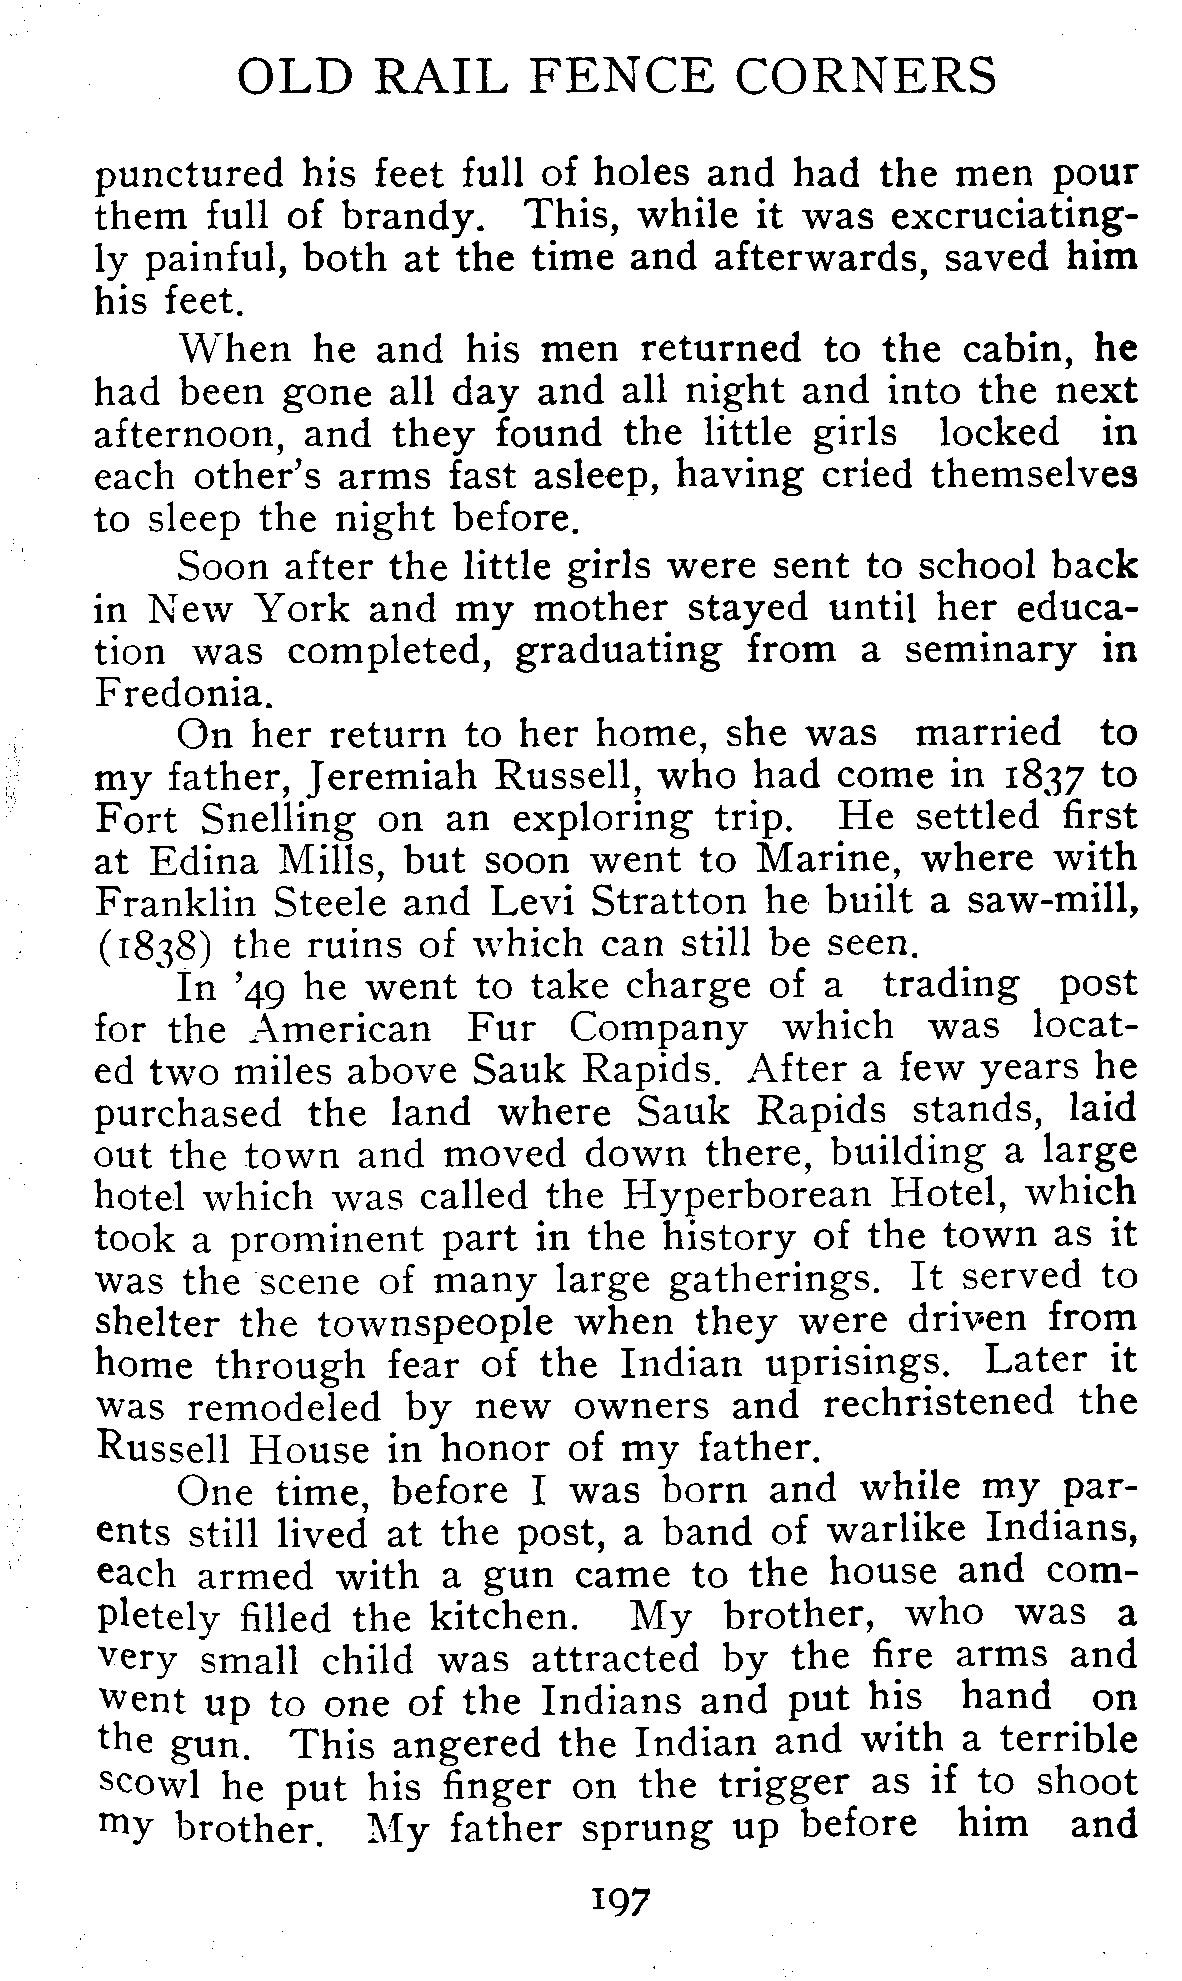 OLD RAIL FENCE CORNERS
punctured his feet full of holes and had the men pour
them full of brandy. This, while it was excruciating-
ly painful, both at the time and afterwards, saved him
his feet.
When he and his men returned to the cabin, he
had been gone all day and all night and into the next
afternoon, and they found the little girls locked in
each other's arms fast asleep, having cried themselves
to sleep the night before.
Soon after the little girls were sent to school back
in New York and my mother stayed until her educa-
tion was completed, graduating from a seminary in
Fredonia.
On her return to her home, she was married to
my father, Jeremiah Russell, who had come in 1837 to
Fort Snelling on an exploring trip. He settled first
at Edina Mills, but soon went to Marine, where with
Franklin Steele and Levi Stratton he built a saw-mill,
(1838) the ruins of which can still be seen.
In '49 he went to take charge of a trading post
for the American Fur Company which was locat-
ed two miles above Sauk Rapids. After a few years he
purchased the land where Sauk Rapids stands, laid
out the town and moved down there, building a large
hotel which was called the Hyperborean Hotel, which
took a prominent part in the history of the town as it
was the scene of many large gatherings. It served to
shelter the townspeople when they were driven from
home through fear of the Indian uprisings. Later it
was remodeled by new owners and rechristened the
Russell House in honor of my father.
One time, before I was born and while my par-
ents still lived at the post, a band of warlike Indians,
each armed with a gun came to the house and com-
pletely filled the kitchen. My brother, who was a
very small child was attracted by the fire arms and
went up to one of the Indians and put his hand on
the gun. This angered the Indian and with a terrible
scowl he put his finger on the trigger as if to shoot
my brother. My father sprung up before him and
197